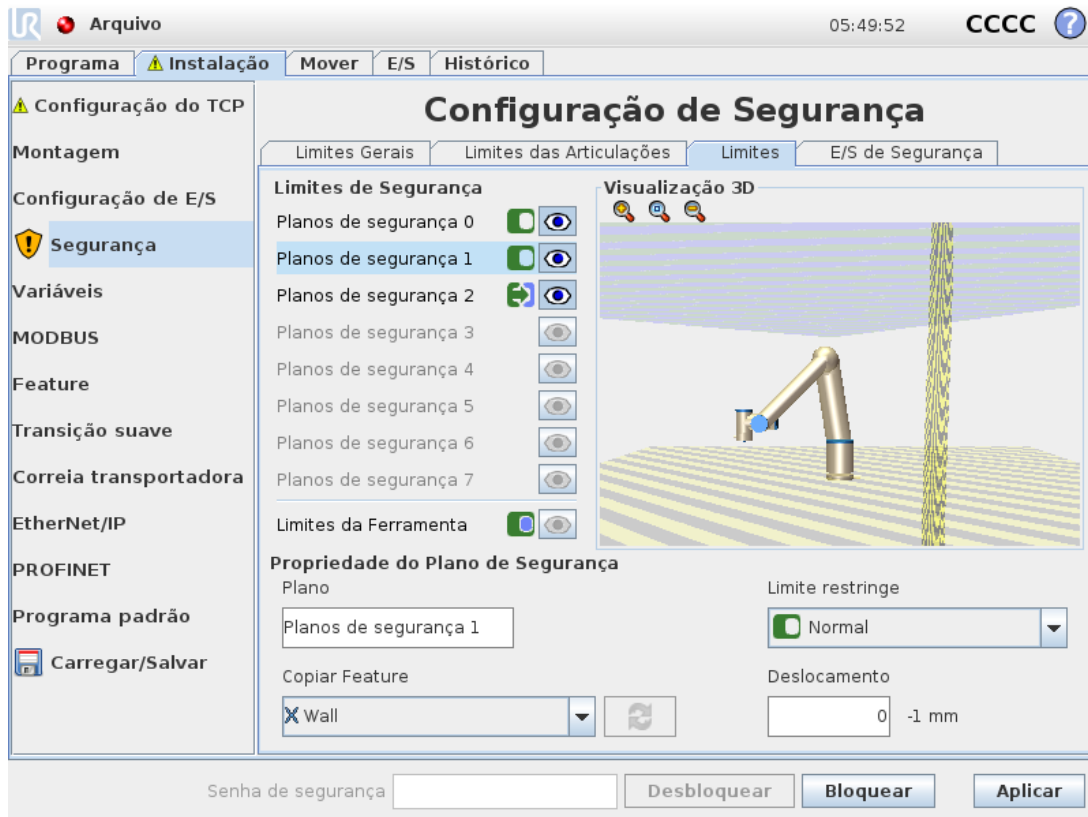 UR Arquivo 05:49:52 CCCC ?
Programa Instalação Mover E/S Histórico
Configuração do TCP
Montagem
Configuração de E/S
Segurança
Variáveis
MODBUS
Feature
Transição suave
Correia transportadora
EtherNet/IP
PROFINET
Programa padrão
Carregar/Salvar
Configuração de Segurança
Limites Gerais Limites das Articulações Limites E/S de Segurança
Limites de Segurança
Planos de segurança 0
Planos de segurança 1
Planos de segurança 2
Planos de segurança 3
Planos de segurança 4
Planos de segurança 5
Planos de segurança 6
Planos de segurança 7
Limites da Ferramenta
Visualização 3D
Propriedade do Plano de Segurança
Plano
Planos de segurança 1
Limite restringe
Normal
Copiar Feature
Wall
Deslocamento
0 -1 mm
Senha de segurança Desbloquear Bloquear Aplicar